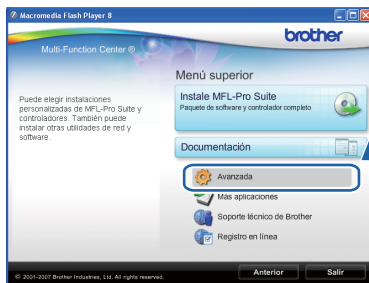 Macromedia Flash Player 8
brother
Multi-Function Center ®
Menú superior
Puede elegir instalaciones
personalizadas de MFL-Pro Suite y
controladores. También puede
instalar otras utilidades de red y
software.
Instale MFL-Pro Suite
Paquete de software y controlador completo
Documentación
Avanzada
Más aplicaciones
Soporte técnico de Brother
Registro en línea
© 2001-2007 Brother Industries, Ltd. All rights reserved.
Anterior
Salir